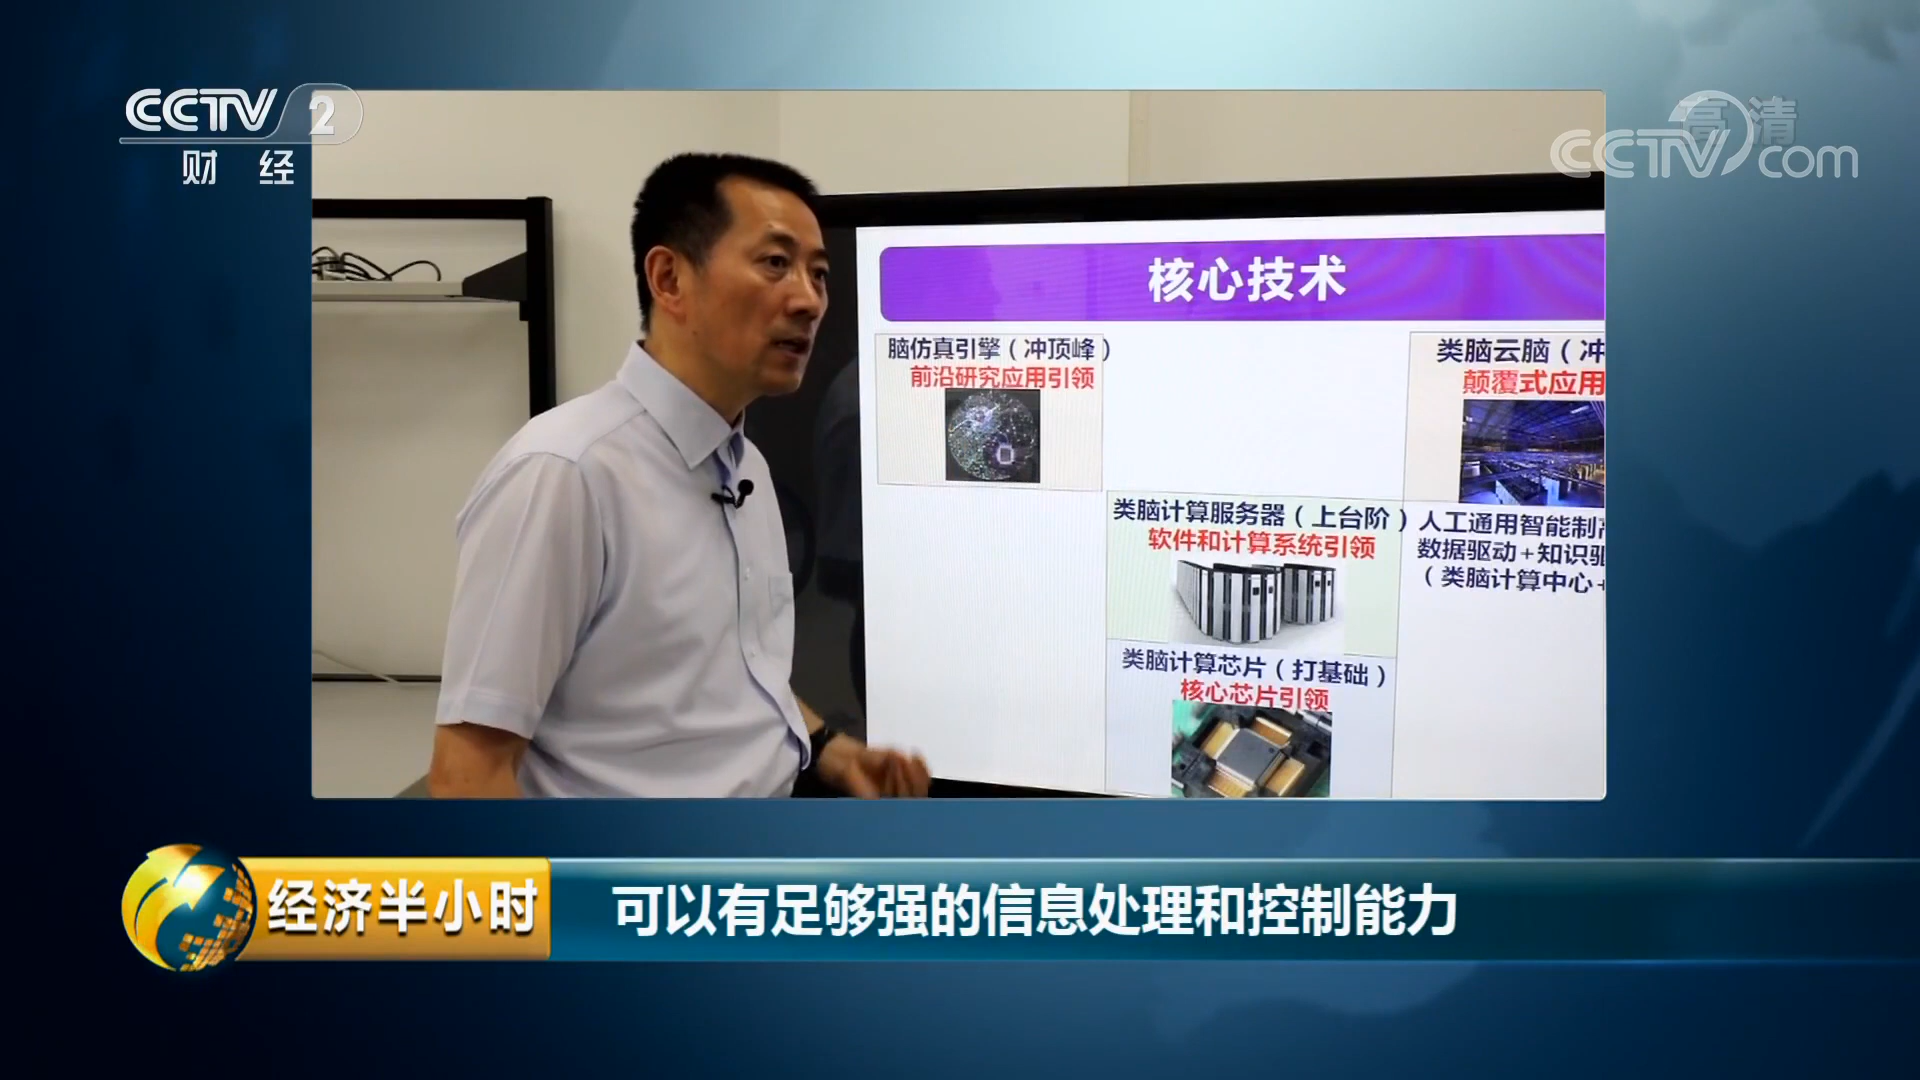 CCTV 2
财 经
高清
CCTV com
核心技术
脑仿真引擎（冲顶峰）
前沿研究应用引领
类脑云脑（冲
颠覆式应用
类脑计算服务器（上台阶）
软件和计算系统引领
人工通用智能制高
数据驱动+知识驱
（类脑计算中心+
类脑计算芯片（打基础）
核心芯片引领
经济半小时
可以有足够强的信息处理和控制能力